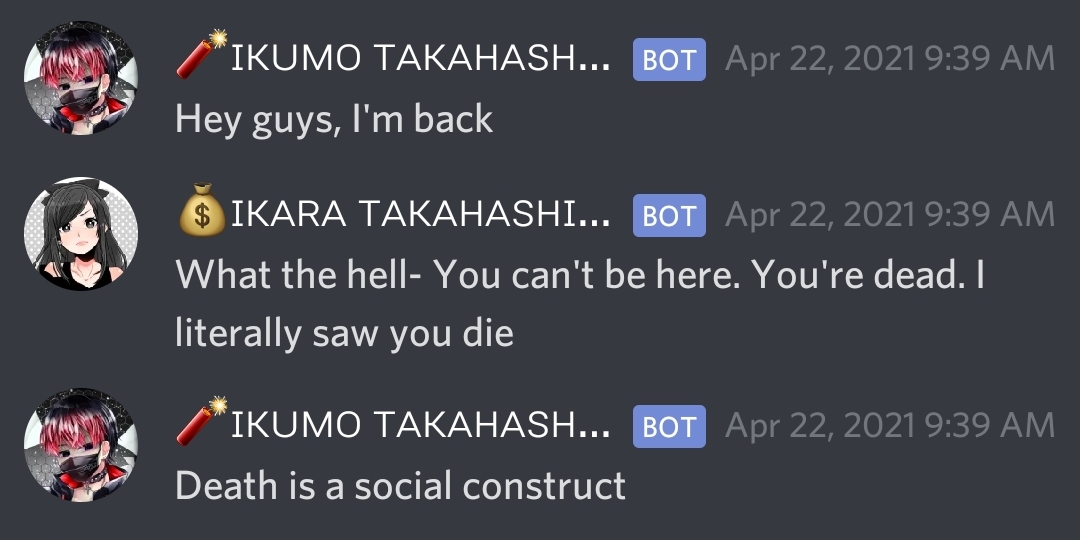 🧨IKUMO TAKAHASH... BOT Apr 22, 2021 9:39 AM
Hey guys, I'm back
💰IKARA TAKAHASHI... BOT Apr 22, 2021 9:39 AM
What the hell- You can't be here. You're dead. I
literally saw you die
🧨IKUMO TAKAHASH... BOT Apr 22, 2021 9:39 AM
Death is a social construct